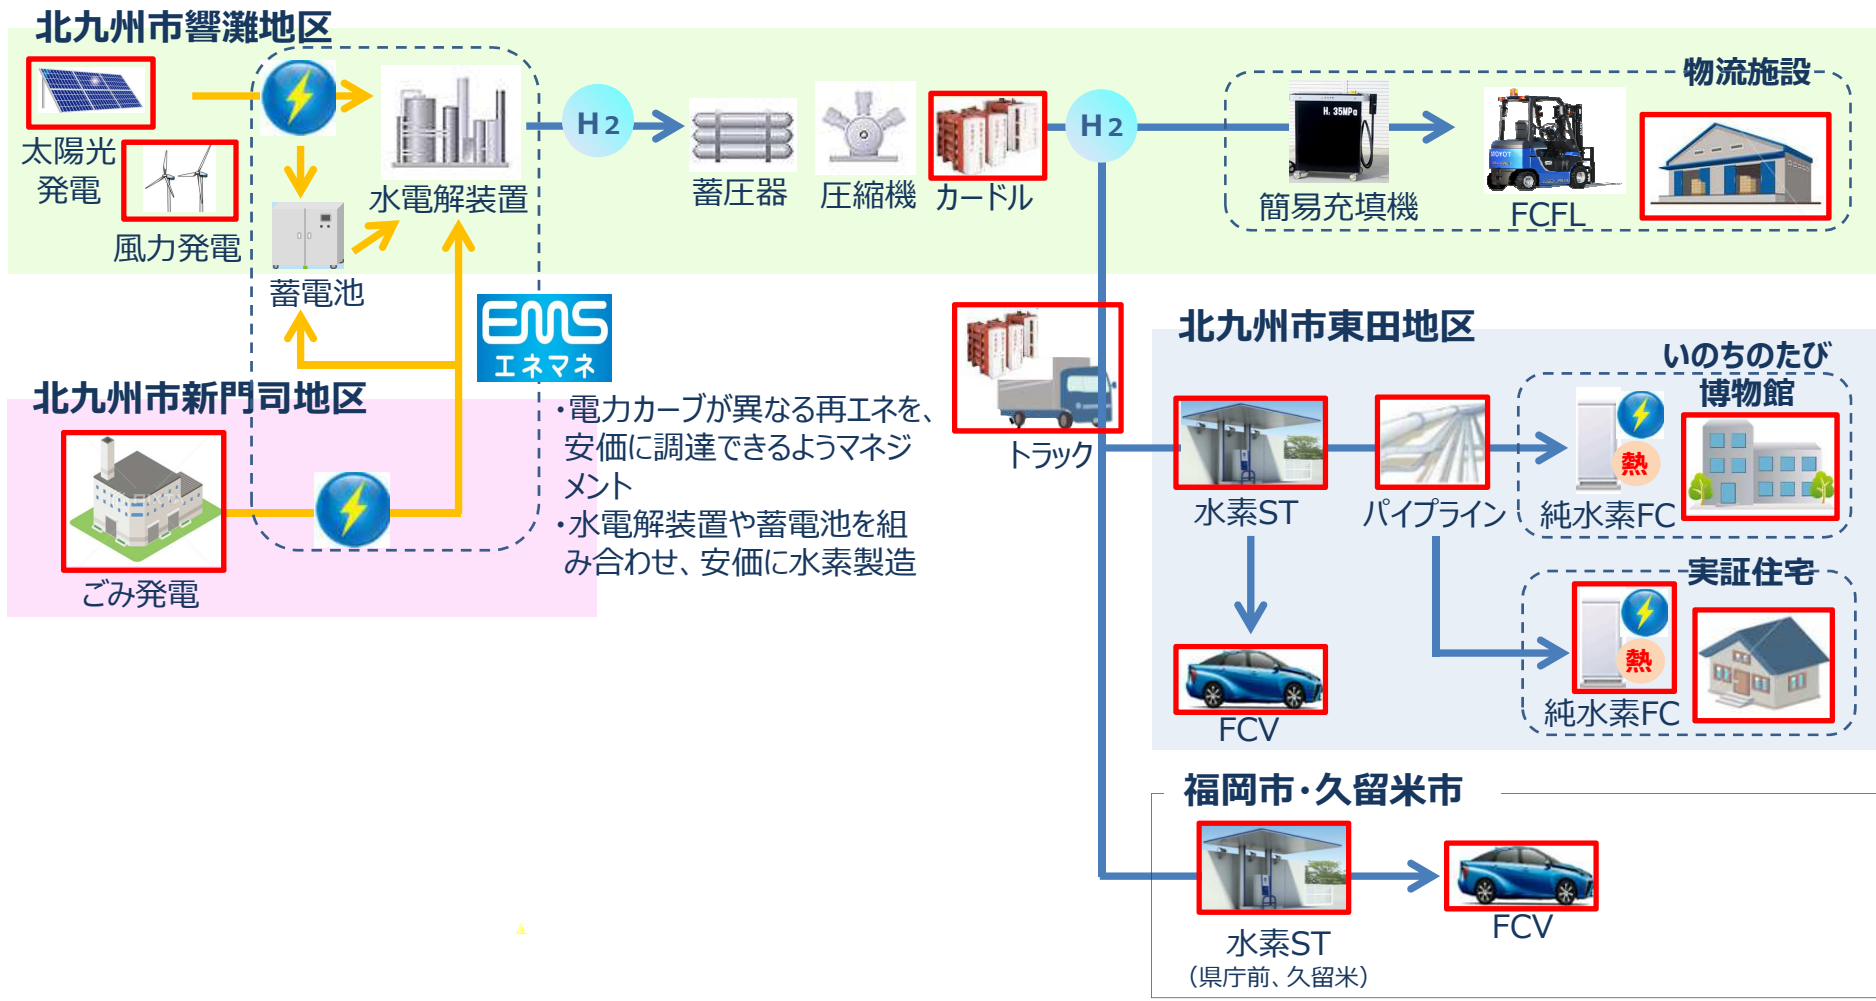 北九州市響灘地区
太陽光
発電
風力発電
蓄電池
水電解装置
H2
蓄圧器
圧縮機
カードル
H2
物流施設
H₂ 35MPa
簡易充填機
TOYOT
FCFL
EMS
エネマネ
・電力カーブが異なる再エネを、
安価に調達できるようマネジ
メント
・水電解装置や蓄電池を組
み合わせ、安価に水素製造
北九州市新門司地区
ごみ発電
トラック
北九州市東田地区
水素ST
パイプライン
いのちのたび
博物館
熱
純水素FC
実証住宅
熱
純水素FC
FCV
福岡市・久留米市
水素ST
（県庁前、久留米）
FCV